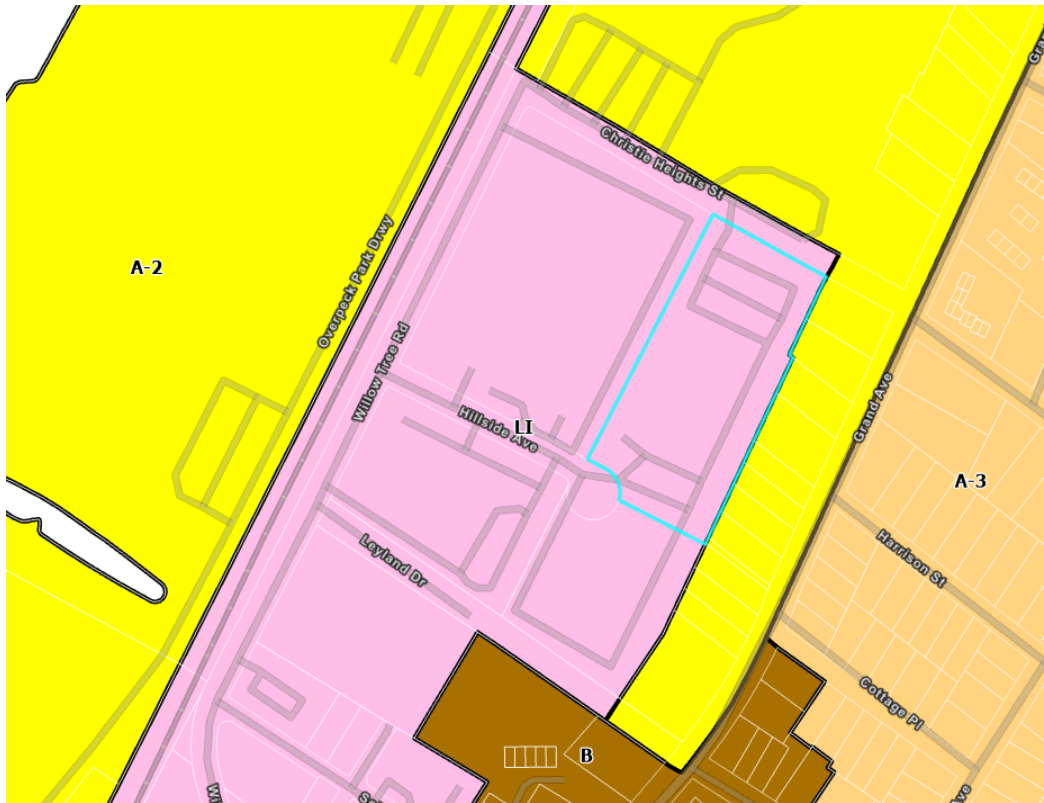 Christie Heights St
A-2
Overpeck Park Drwy
Willow Tree Rd
Grand Ave
LI
Hillside Ave
A-3
Harrison St
Leyland Dr
Cottage Pl
B